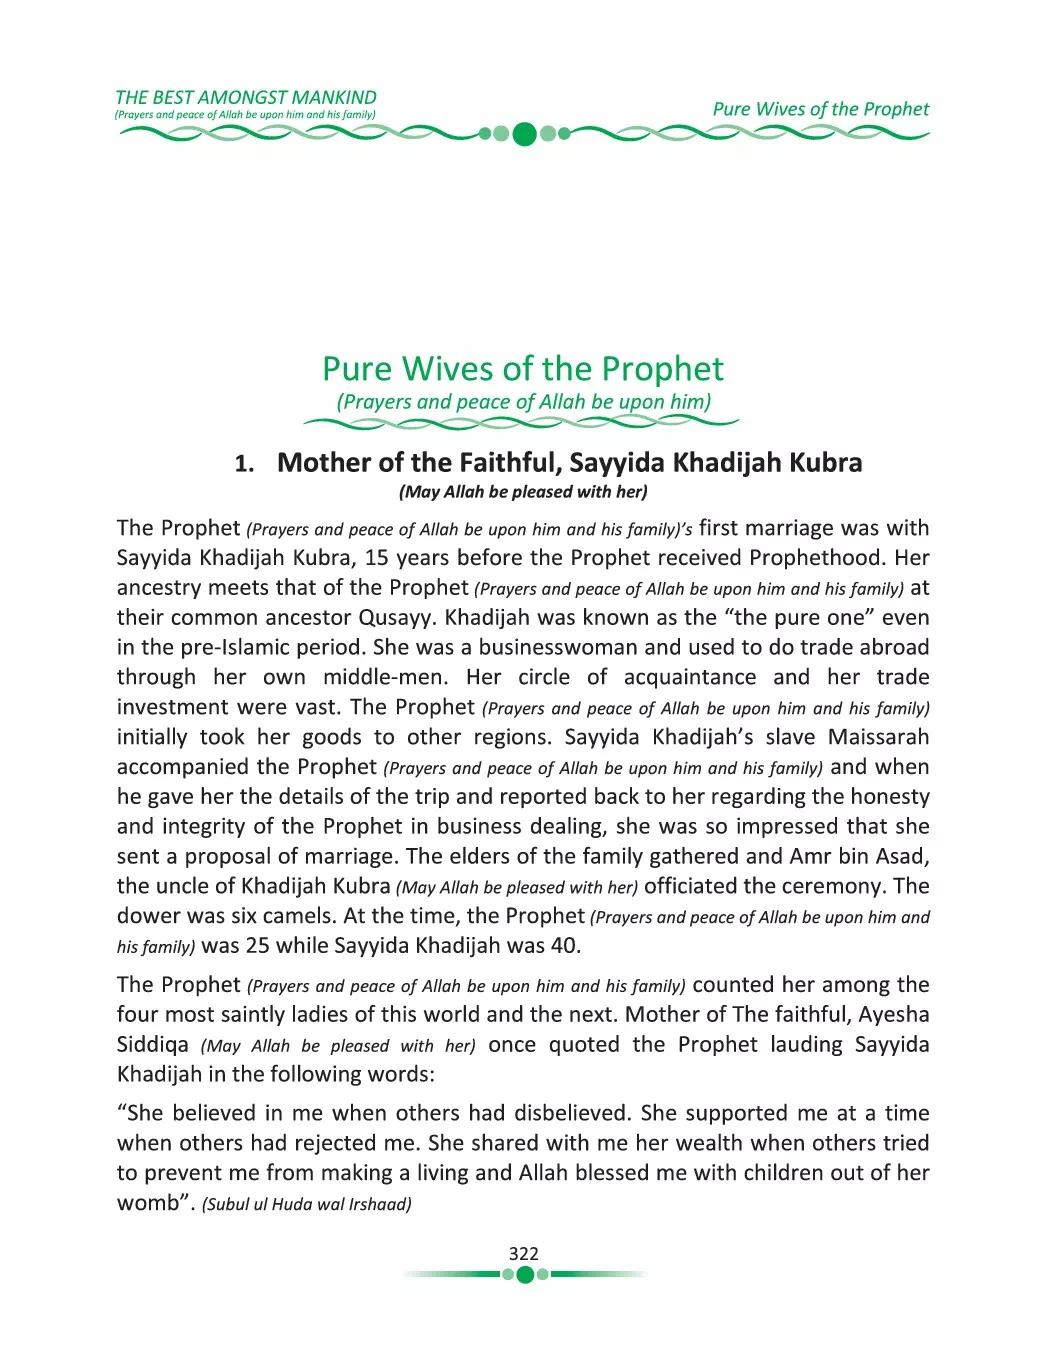 THE BEST AMONGST MANKIND
(Prayers and peace of Allah be upon him and his family)
Pure Wives of the Prophet
Pure Wives of the Prophet
(Prayers and peace of Allah be upon him)
1. Mother of the Faithful, Sayyida Khadijah Kubra
(May Allah be pleased with her)
The Prophet (Prayers and peace of Allah be upon him and his family)’s first marriage was with
Sayyida Khadijah Kubra, 15 years before the Prophet received Prophethood. Her
ancestry meets that of the Prophet (Prayers and peace of Allah be upon him and his family) at
their common ancestor Qusayy. Khadijah was known as the “the pure one” even
in the pre-Islamic period. She was a businesswoman and used to do trade abroad
through her own middle-men. Her circle of acquaintance and her trade
investment were vast. The Prophet (Prayers and peace of Allah be upon him and his family)
initially took her goods to other regions. Sayyida Khadijah’s slave Maissarah
accompanied the Prophet (Prayers and peace of Allah be upon him and his family) and when
he gave her the details of the trip and reported back to her regarding the honesty
and integrity of the Prophet in business dealing, she was so impressed that she
sent a proposal of marriage. The elders of the family gathered and Amr bin Asad,
the uncle of Khadijah Kubra (May Allah be pleased with her) officiated the ceremony. The
dower was six camels. At the time, the Prophet (Prayers and peace of Allah be upon him and
his family) was 25 while Sayyida Khadijah was 40.
The Prophet (Prayers and peace of Allah be upon him and his family) counted her among the
four most saintly ladies of this world and the next. Mother of The faithful, Ayesha
Siddiqa (May Allah be pleased with her) once quoted the Prophet lauding Sayyida
Khadijah in the following words:
“She believed in me when others had disbelieved. She supported me at a time
when others had rejected me. She shared with me her wealth when others tried
to prevent me from making a living and Allah blessed me with children out of her
womb”. (Subul ul Huda wal Irshaad)
322